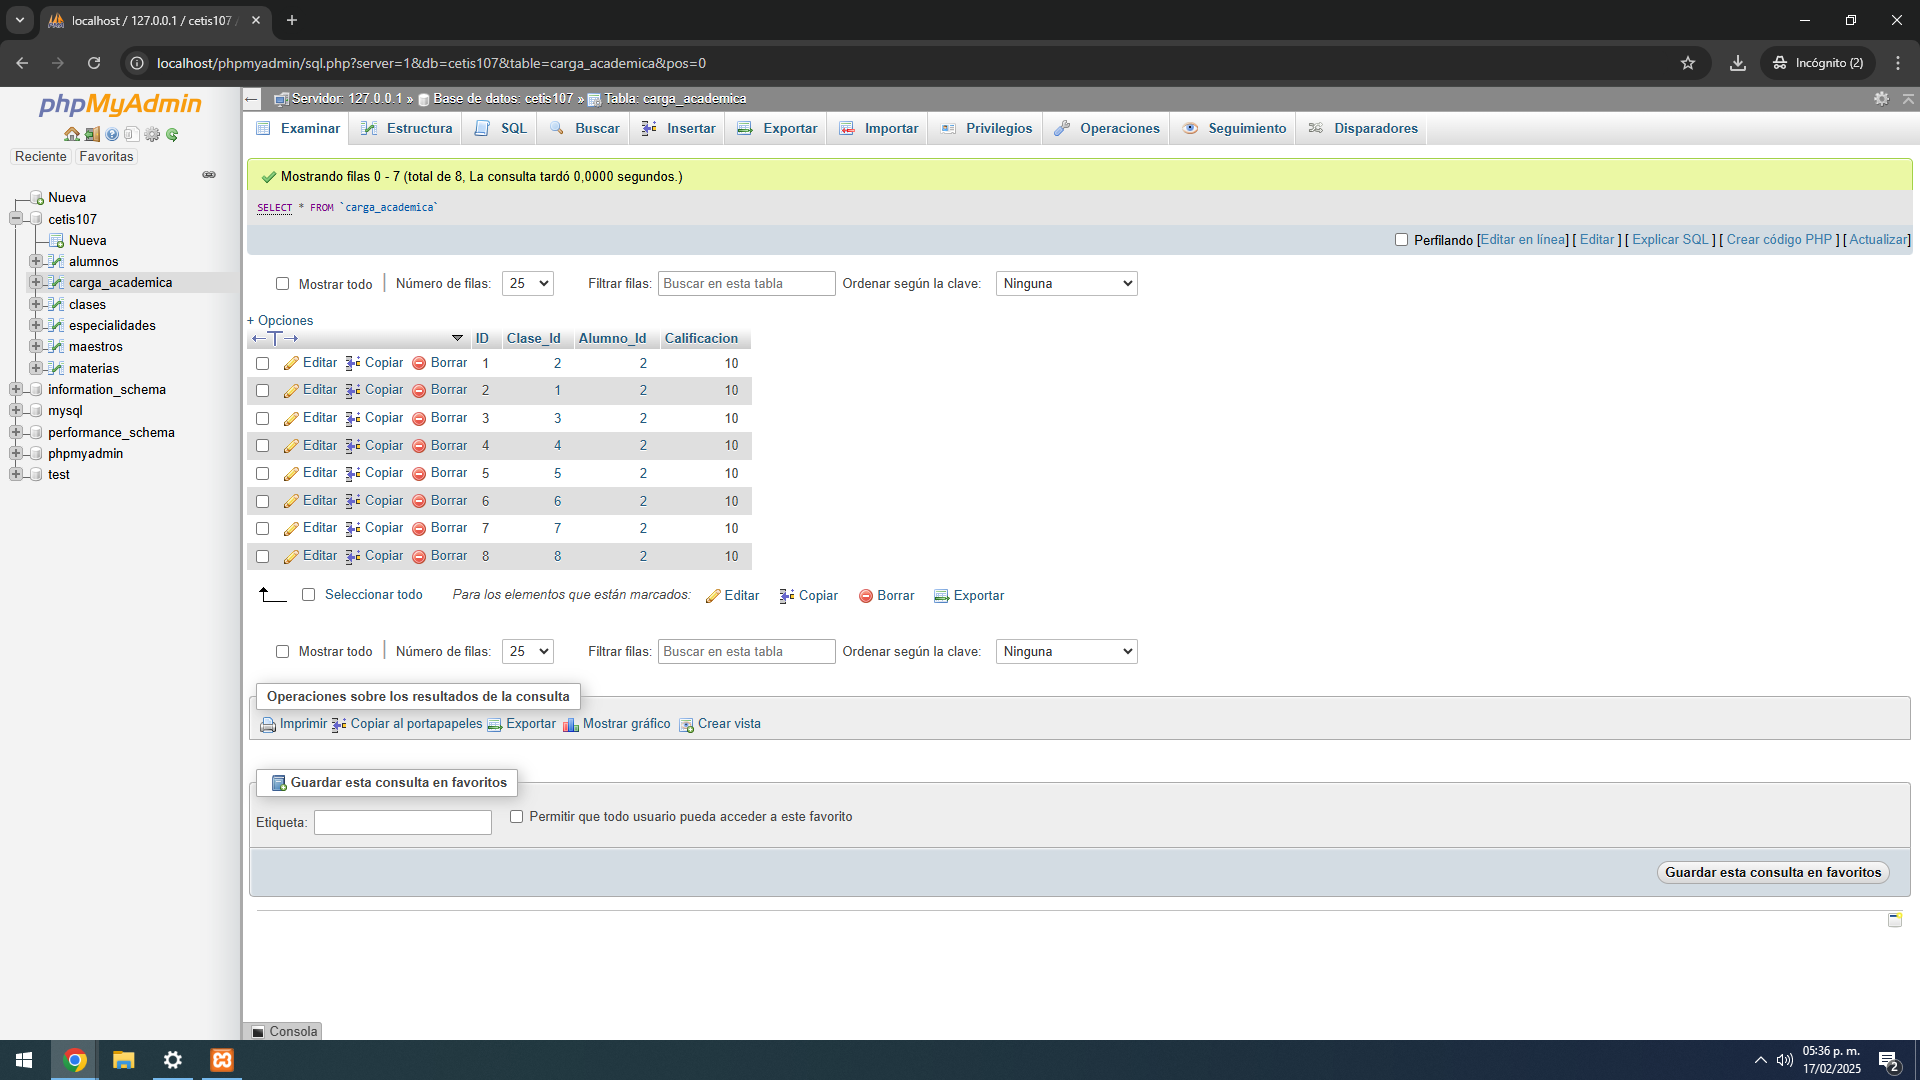 localhost / 127.0.0.1 / cetis107
localhost/phpmyadmin/sql.php?server=1&db=cetis107&table=carga_academica&pos=0
Incógnito (2)
phpMyAdmin
Reciente Favoritas
Nueva
cetis107
Nueva
alumnos
carga_academica
clases
especialidades
maestros
materias
information_schema
mysql
performance_schema
phpmyadmin
test
Servidor: 127.0.0.1 » Base de datos: cetis107 » Tabla: carga_academica
Examinar Estructura SQL Buscar Insertar Exportar Importar Privilegios Operaciones Seguimiento Disparadores
Mostrando filas 0 - 7 (total de 8, La consulta tardó 0,0000 segundos.)
SELECT * FROM `carga_academica`
Perfilando [Editar en línea] [ Editar ] [ Explicar SQL ] [ Crear código PHP ] [ Actualizar]
Mostrar todo Número de filas: 25 Filtrar filas: Buscar en esta tabla Ordenar según la clave: Ninguna
+ Opciones
←T→ ID Clase_Id Alumno_Id Calificacion
Editar Copiar Borrar 1 2 2 10
Editar Copiar Borrar 2 1 2 10
Editar Copiar Borrar 3 3 2 10
Editar Copiar Borrar 4 4 2 10
Editar Copiar Borrar 5 5 2 10
Editar Copiar Borrar 6 6 2 10
Editar Copiar Borrar 7 7 2 10
Editar Copiar Borrar 8 8 2 10
Seleccionar todo Para los elementos que están marcados: Editar Copiar Borrar Exportar
Mostrar todo Número de filas: 25 Filtrar filas: Buscar en esta tabla Ordenar según la clave: Ninguna
Operaciones sobre los resultados de la consulta
Imprimir Copiar al portapapeles Exportar Mostrar gráfico Crear vista
Guardar esta consulta en favoritos
Etiqueta: Permitir que todo usuario pueda acceder a este favorito
Guardar esta consulta en favoritos
Consola
05:36 p. m.
17/02/2025
2